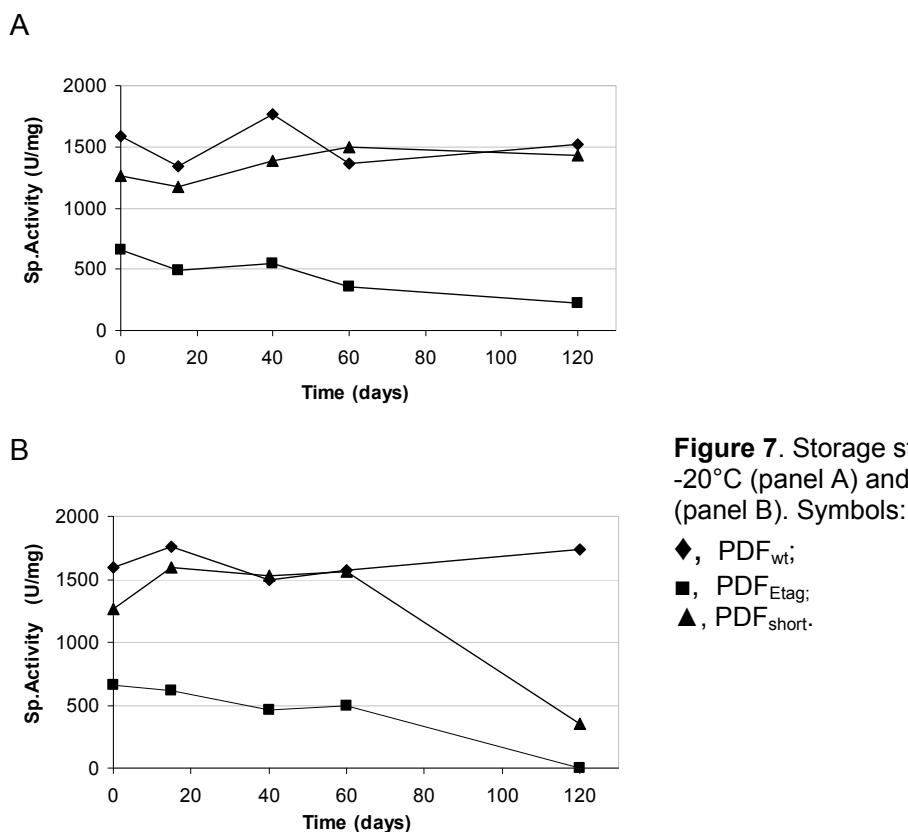 A
2000
1500
1000
500
0
Sp.Activity (U/mg)
0 20 40 60 80 100 120
Time (days)
B
2000
1500
1000
500
0
Sp.Activity (U/mg)
0 20 40 60 80 100 120
Time (days)
Figure 7. Storage
-20°C (panel A) and
(panel B). Symbols:
◆, PDFwt;
■, PDFEtag;
▲, PDFshort.